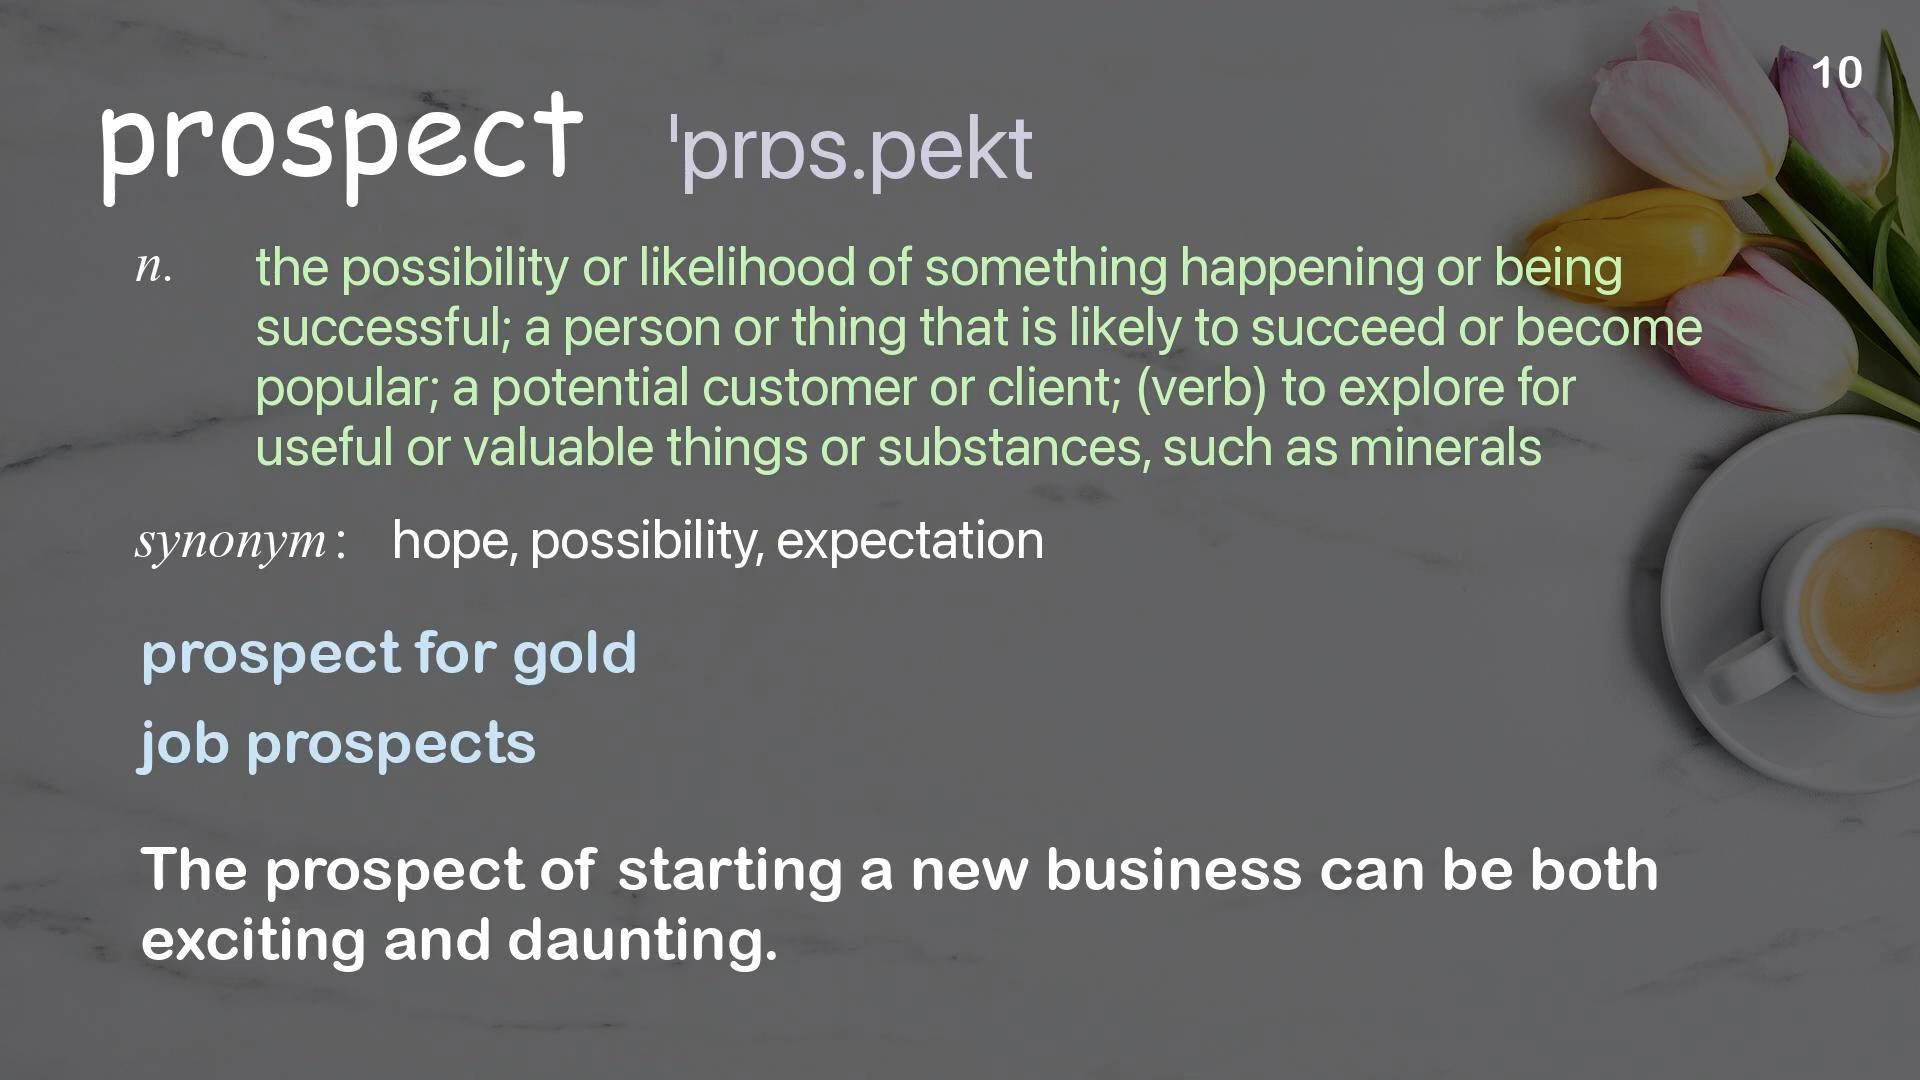 10
prospect ˈprɒs.pekt
n. the possibility or likelihood of something happening or being
successful; a person or thing that is likely to succeed or become
popular; a potential customer or client; (verb) to explore for
useful or valuable things or substances, such as minerals
synonym: hope, possibility, expectation
prospect for gold
job prospects
The prospect of starting a new business can be both
exciting and daunting.